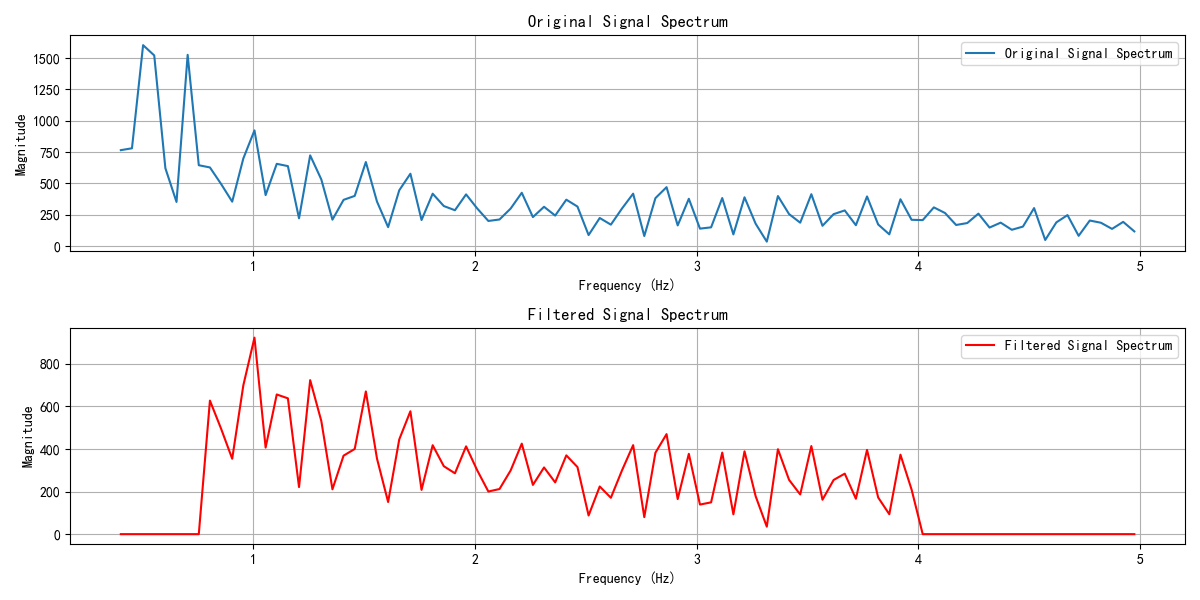 Original Signal Spectrum
Original Signal Spectrum
Magnitude
1500
1250
1000
750
500
250
0
1 2 3 4 5
Frequency (Hz)
Filtered Signal Spectrum
Filtered Signal Spectrum
Magnitude
800
600
400
200
0
1 2 3 4 5
Frequency (Hz)